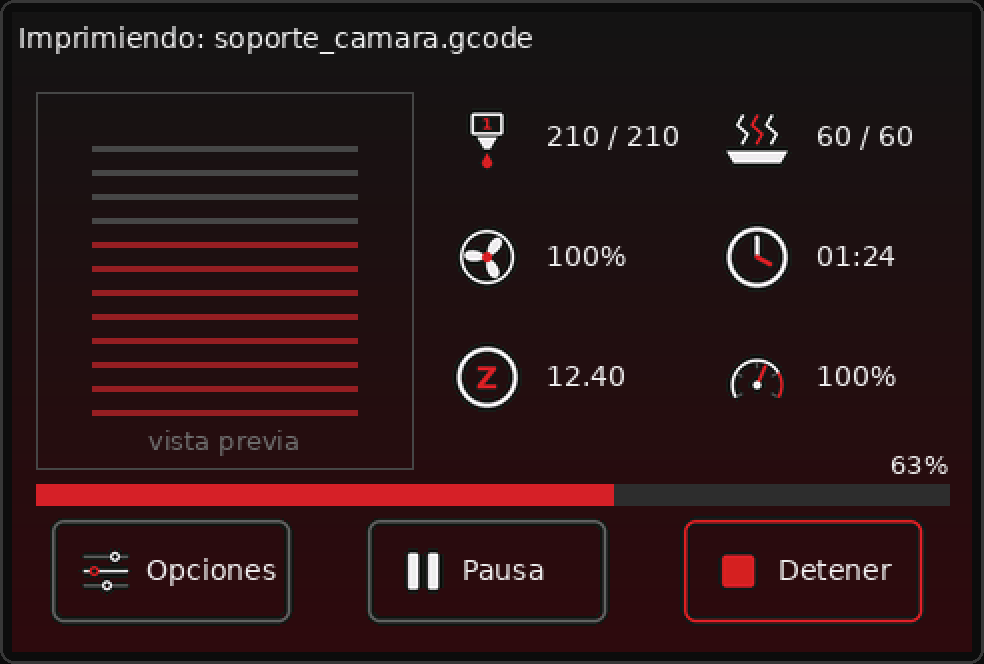 Imprimiendo: soporte_camara.gcode
1
210 / 210
60 / 60
100%
01:24
Z
12.40
100%
vista previa
63%
Opciones
Pausa
Detener